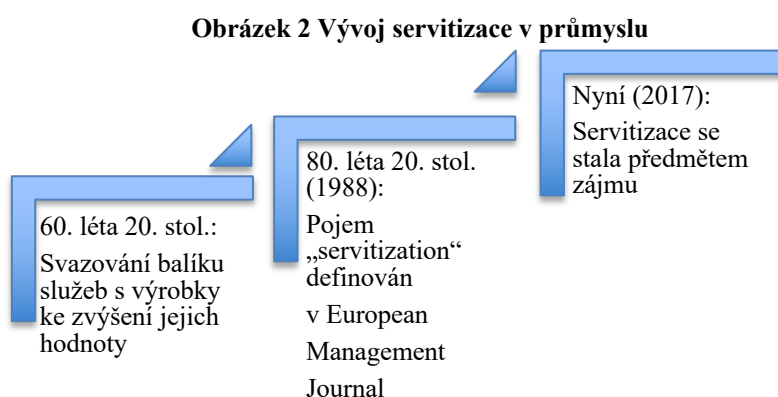 Obrázek 2 Vývoj servitizace v průmyslu
60. léta 20. stol.:
Svazování balíku
služeb s výrobky
ke zvýšení jejich
hodnoty
80. léta 20. stol.
(1988):
Pojem
„servitization“
definován
v European
Management
Journal
Nyní (2017):
Servitizace se
stala předmětem
zájmu